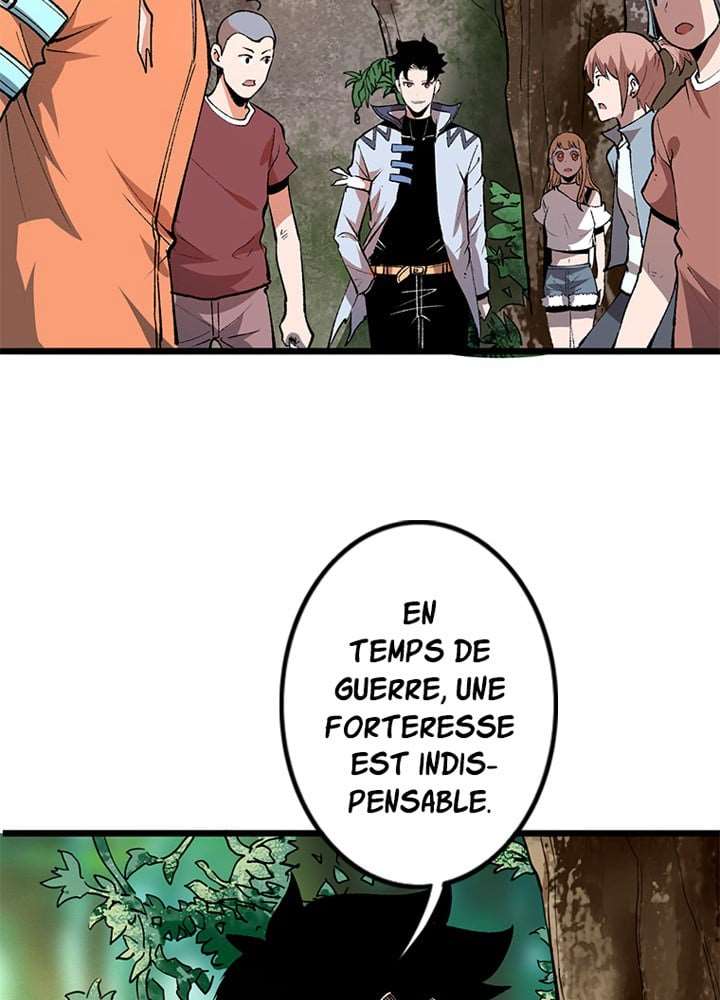 EN
TEMPS DE
GUERRE, UNE
FORTERESSE
EST INDIS-
PENSABLE.